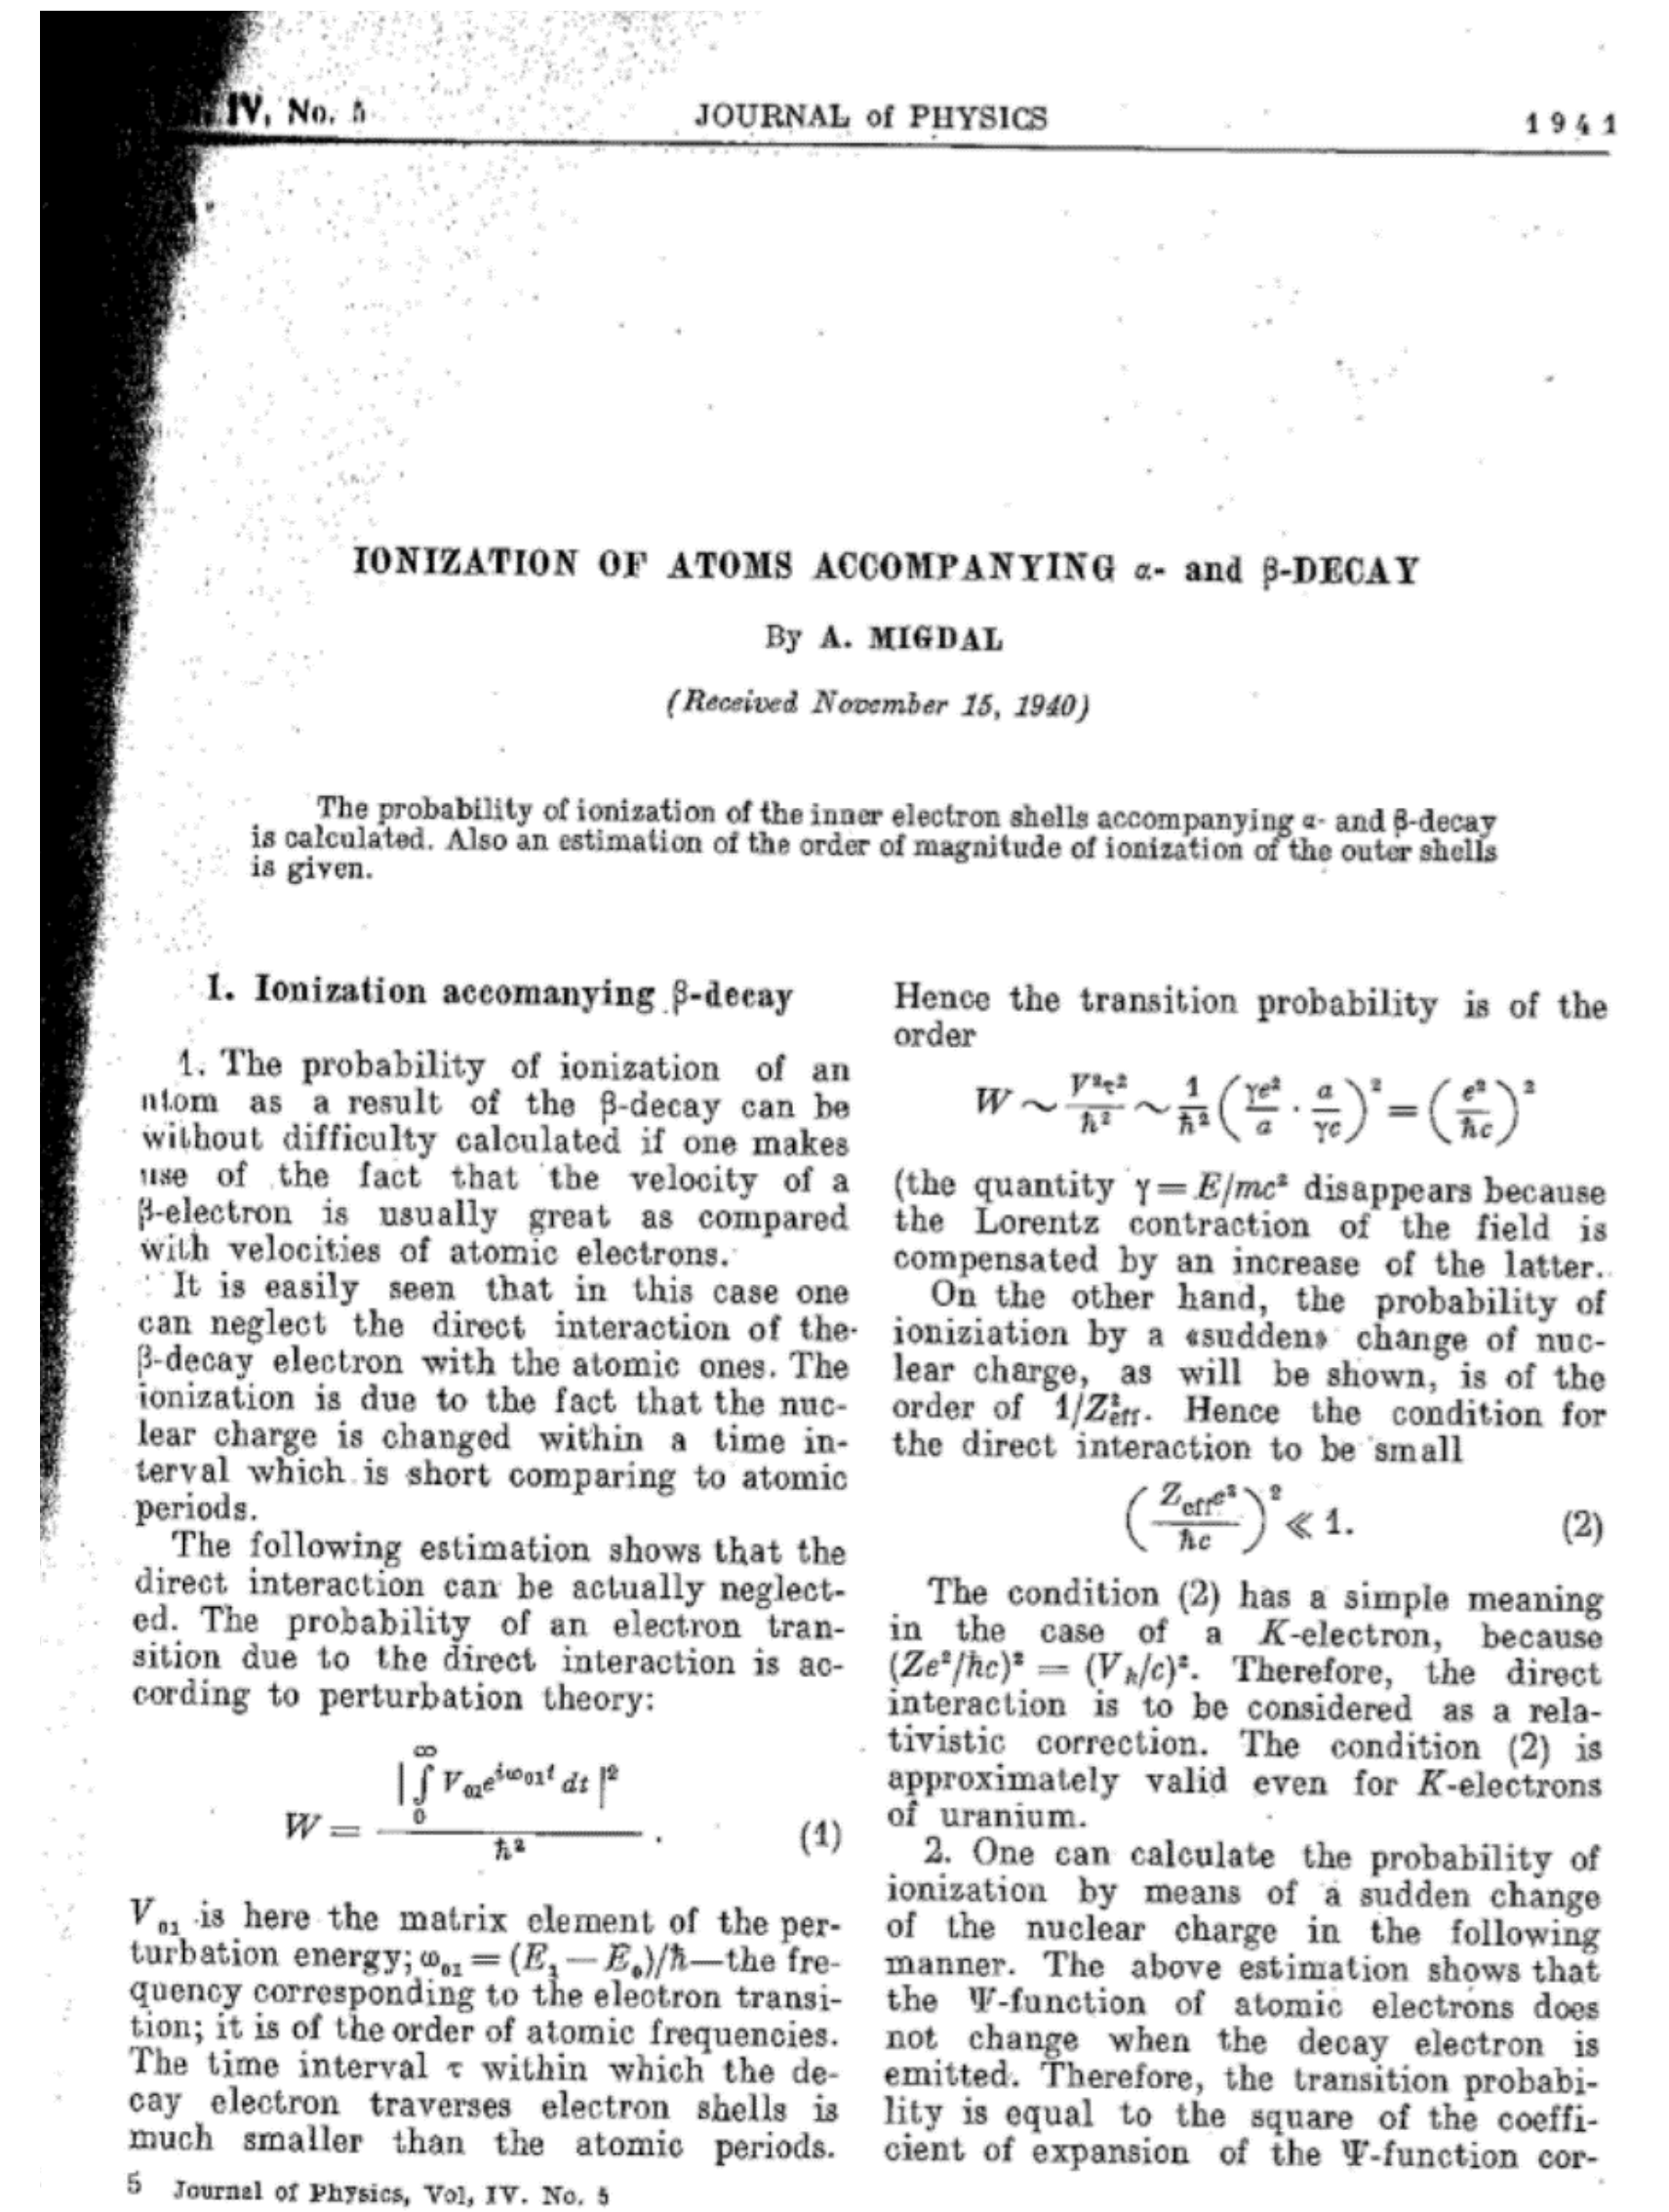 IV, No. 5 JOURNAL of PHYSICS 1941
IONIZATION OF ATOMS ACCOMPANYING α- and β-DECAY
By A. MIGDAL
(Received November 15, 1940)
The probability of ionization of the inner electron shells accompanying α- and β-decay
is calculated. Also an estimation of the order of magnitude of ionization of the outer shells
is given.
1. Ionization accomanying β-decay
1. The probability of ionization of an
atom as a result of the β-decay can be
without difficulty calculated if one makes
use of the fact that the velocity of a
β-electron is usually great as compared
with velocities of atomic electrons.
It is easily seen that in this case one
can neglect the direct interaction of the
β-decay electron with the atomic ones. The
ionization is due to the fact that the nuc-
lear charge is changed within a time in-
terval which is short comparing to atomic
periods.
The following estimation shows that the
direct interaction can be actually neglect-
ed. The probability of an electron tran-
sition due to the direct interaction is ac-
cording to perturbation theory:
W = |∫₀^∞ V₀₁e^{iω₀₁t} dt|² / ħ² . (1)
V₀₁ is here the matrix element of the per-
turbation energy; ω₀₁ = (E₁ — E₀)/ħ—the fre-
quency corresponding to the electron transi-
tion; it is of the order of atomic frequencies.
The time interval τ within which the de-
cay electron traverses electron shells is
much smaller than the atomic periods.
5 Journal of Physics, Vol, IV. No. 5
Hence the transition probability is of the
order
W ∼ V²τ²/ħ² ∼ 1/ħ² (γe²/a · a/γc)² = (e²/ħc)²
(the quantity γ = E/mc² disappears because
the Lorentz contraction of the field is
compensated by an increase of the latter.
On the other hand, the probability of
ioniziation by a «sudden» change of nuc-
lear charge, as will be shown, is of the
order of 1/Z²eff. Hence the condition for
the direct interaction to be small
(Zeff e²/ħc)² ≪ 1. (2)
The condition (2) has a simple meaning
in the case of a K-electron, because
(Ze²/ħc)² = (Vₖ/c)². Therefore, the direct
interaction is to be considered as a rela-
tivistic correction. The condition (2) is
approximately valid even for K-electrons
of uranium.
2. One can calculate the probability of
ionization by means of a sudden change
of the nuclear charge in the following
manner. The above estimation shows that
the Ψ-function of atomic electrons does
not change when the decay electron is
emitted. Therefore, the transition probabi-
lity is equal to the square of the coeffi-
cient of expansion of the Ψ-function cor-